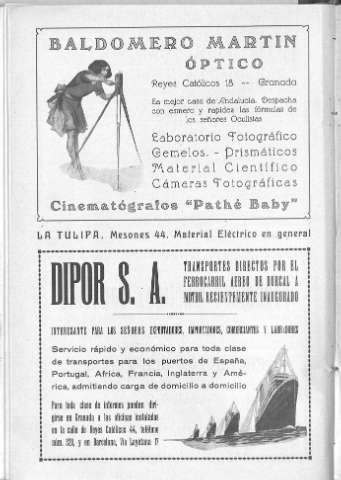 BALDOMERO MARTIN
ÓPTICO
Reyes Católicos 18 -- Granada
Es mejor casa de Andalucía. Despacha
con esmero y rapidez las fórmulas de
los señores Oculistas
Laboratorio Fotográfico
Gemelos. - Prismáticos
Material Científico
Cámaras Fotográficas
Cinematógrafos "Pathé Baby"
LA TULIPA. Mesones 44. Material Eléctrico en general
DIPOR S. A.
TRANSPORTES DIRECTOS POR EL
FERROCARRIL AEREO DE DURCAL A
MOTRIL RECIENTEMENTE INAUGURADO
INTERESANTE PARA LOS SEÑORES EXPORTADORES, IMPORTADORES, COMERCIANTES Y LABRADORES
Servicio rápido y económico para toda clase
de transportes para los puertos de España,
Portugal, Africa, Francia, Inglaterra y Amé-
rica, admitiendo carga de domicilio a domicilio
Para toda clase de informes pueden diri-
girse en Granada a las oficinas instaladas
en la calle de Reyes Católicos 44, teléfono
núm. 129, y en Barcelona, Via Layetana 17